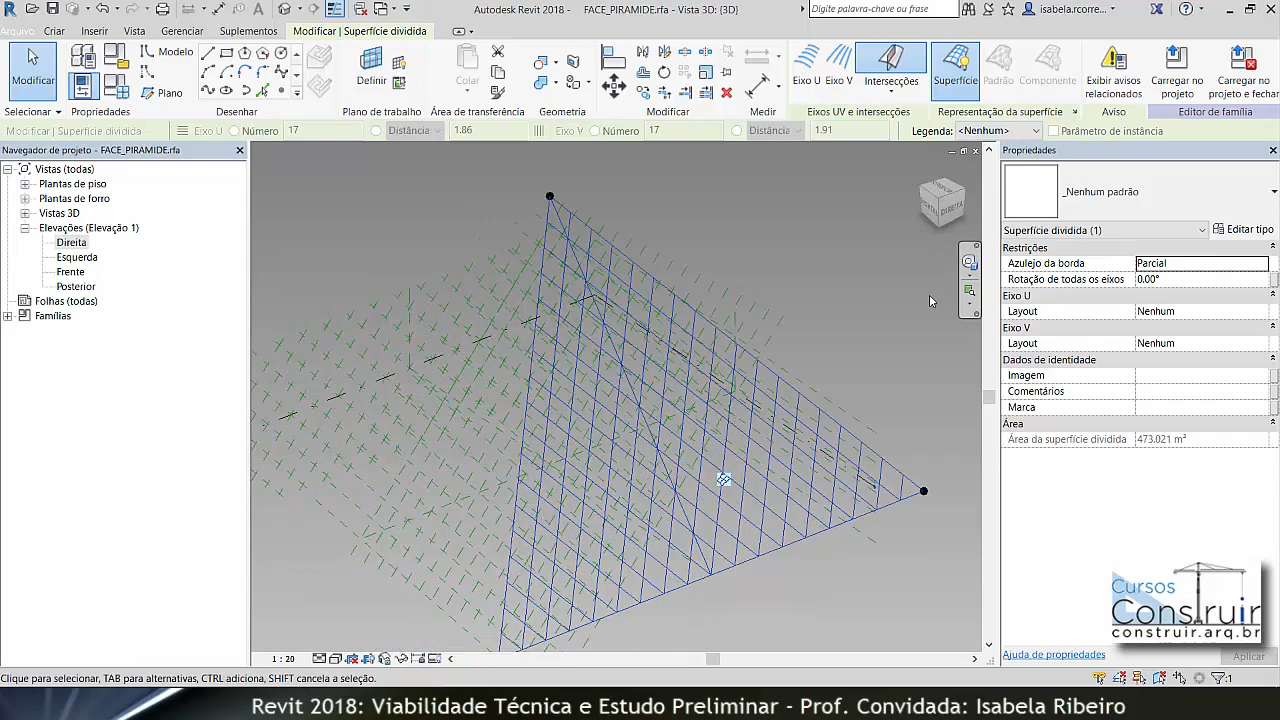 Autodesk Revit 2018 - FACE_PIRAMIDE.rfa - Vista 3D: {3D}
Digite palavra-chave ou frase
isabela.rcorre...
Arquivo Criar Inserir Vista Gerenciar Suplementos Modificar | Superfície dividida
Modificar
Modelo
Plano
Definir
Colar
Eixo U Eixo V Intersecções
Superfície Padrão Componente
Exibir avisos relacionados
Carregar no projeto
Carregar no projeto e fechar
Selecionar Propriedades Desenhar Plano de trabalho Área de transferência Geometria Modificar Medir Eixos UV e intersecções Representação da superfície Aviso Editor de família
Modificar | Superfície dividida Eixo U Número 17 Distância 1.86 Eixo V Número 17 Distância 1.91 Legenda: <Nenhum> Parâmetro de instância
Navegador de projeto - FACE_PIRAMIDE.rfa
Vistas (todas)
Plantas de piso
Plantas de forro
Vistas 3D
Elevações (Elevação 1)
Direita
Esquerda
Frente
Posterior
Folhas (todas)
Famílias
DIREITA
Propriedades
_Nenhum padrão
Superfície dividida (1) Editar tipo
Restrições
Azulejo da borda Parcial
Rotação de todas os eixos 0.00°
Eixo U
Layout Nenhum
Eixo V
Layout Nenhum
Dados de identidade
Imagem
Comentários
Marca
Área
Área da superfície dividida 473.021 m²
Cursos
Construir
construir.arq.br
Ajuda de propriedades Aplicar
1 : 20
Clique para selecionar, TAB para alternativas, CTRL adiciona, SHIFT cancela a seleção.
:1
Revit 2018: Viabilidade Técnica e Estudo Preliminar - Prof. Convidada: Isabela Ribeiro